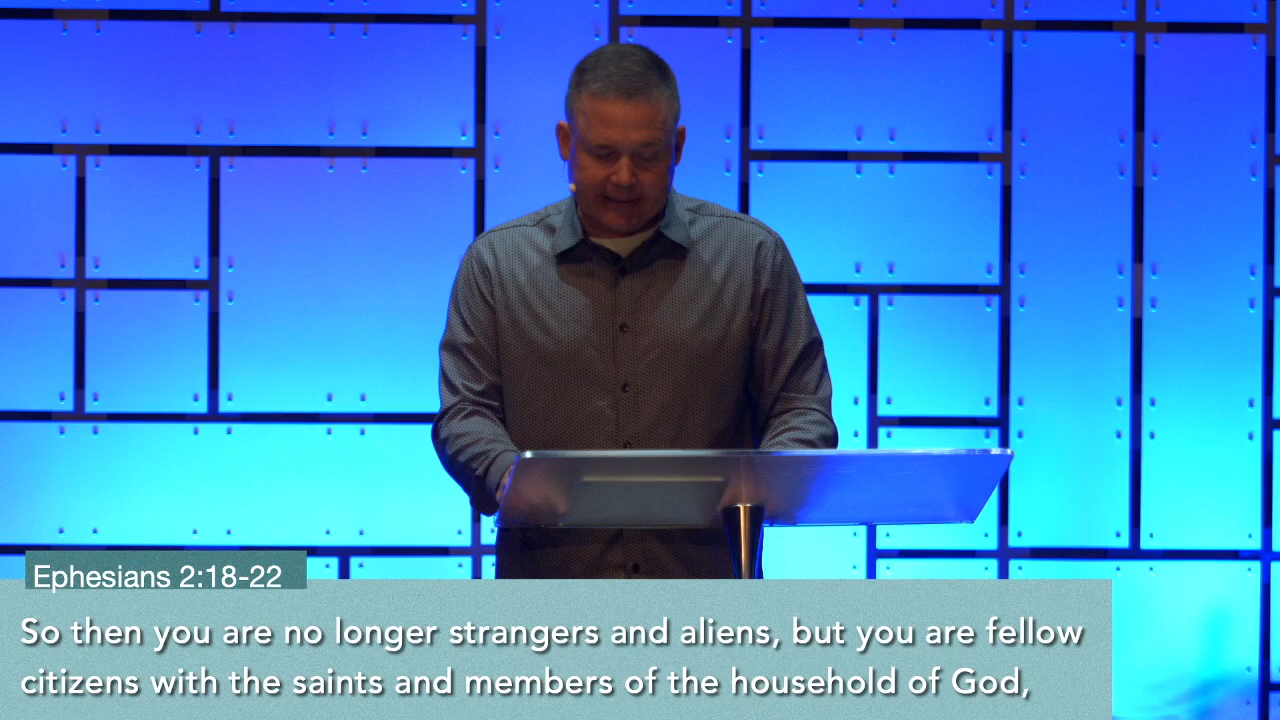 Ephesians 2:18-22
So then you are no longer strangers and aliens, but you are fellow
citizens with the saints and members of the household of God,